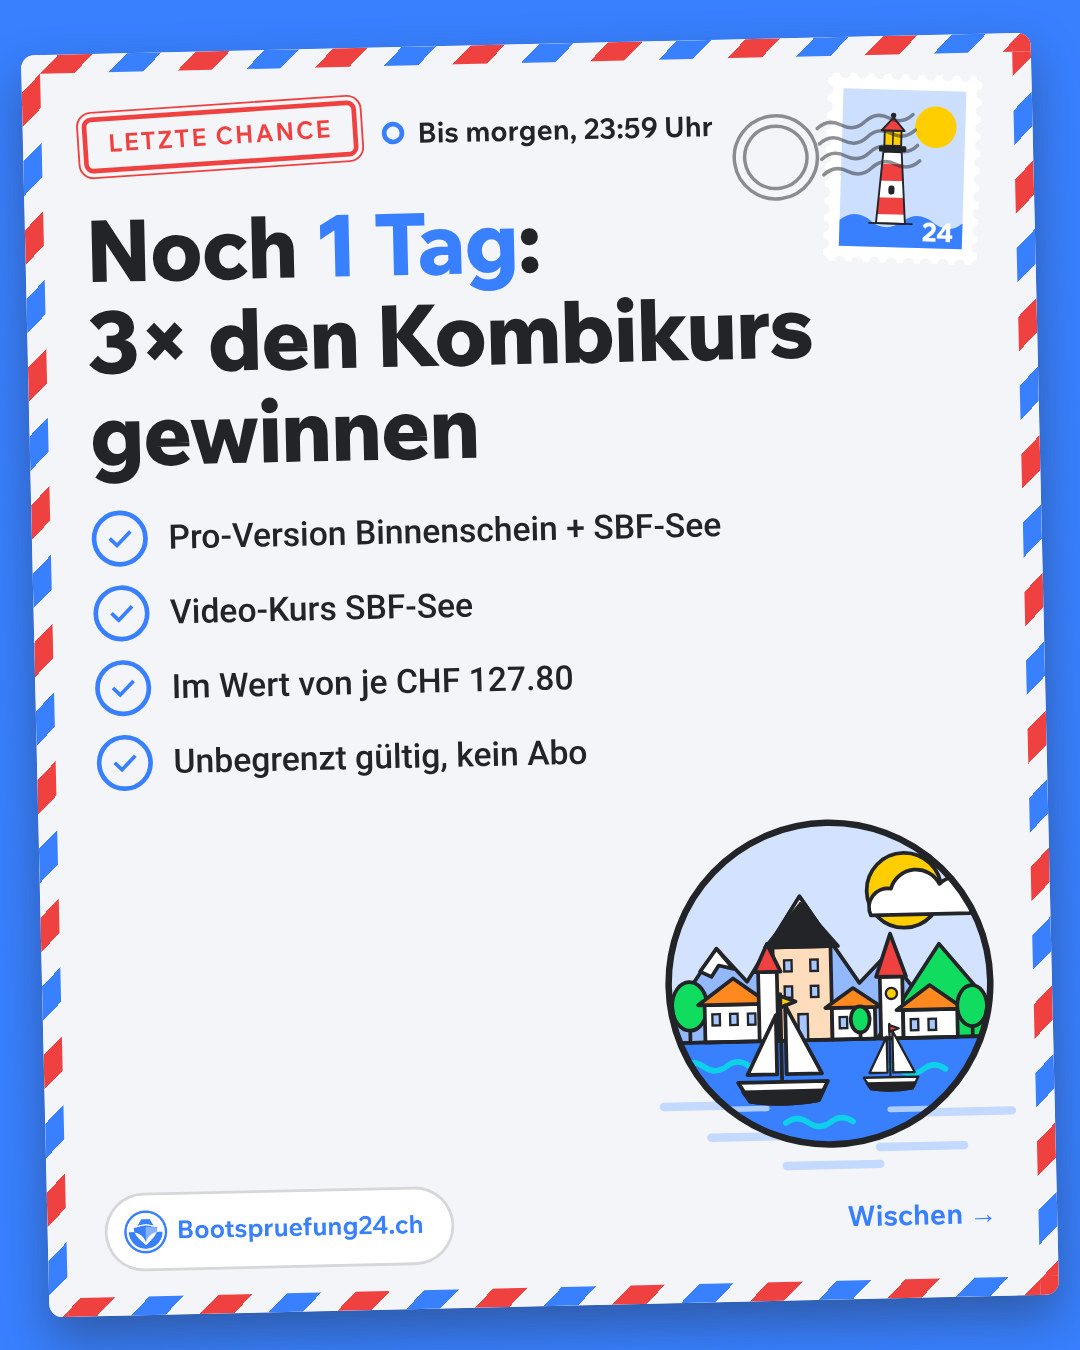 LETZTE CHANCE
Bis morgen, 23:59 Uhr
24
Noch 1 Tag:
3× den Kombikurs
gewinnen
Pro-Version Binnenschein + SBF-See
Video-Kurs SBF-See
Im Wert von je CHF 127.80
Unbegrenzt gültig, kein Abo
Bootspruefung24.ch
Wischen →